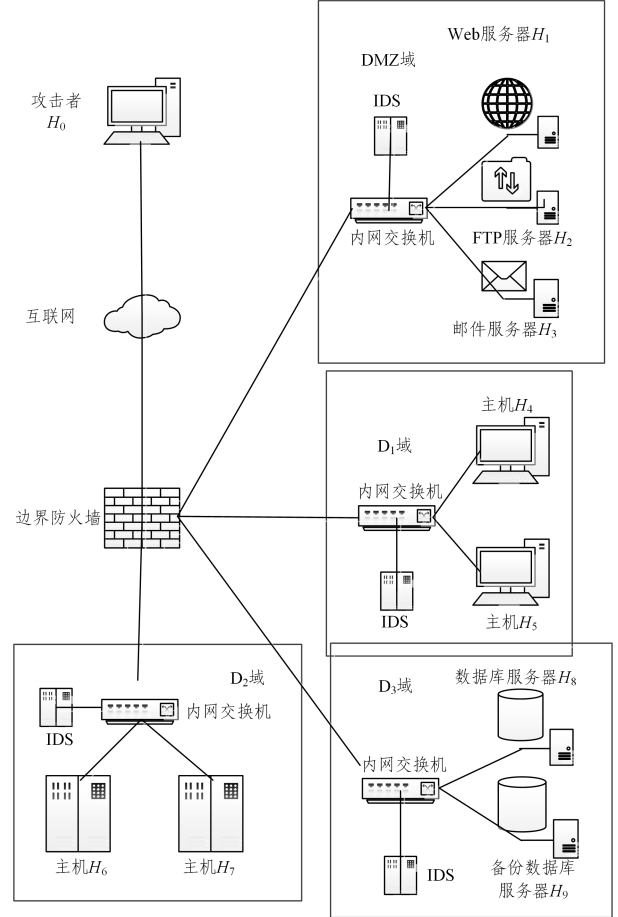 攻击者
H0
互联网
边界防火墙
DMZ域
IDS
内网交换机
Web服务器H1
FTP服务器H2
邮件服务器H3
D1域
内网交换机
IDS
主机H4
主机H5
D2域
内网交换机
IDS
主机H6
主机H7
D3域
内网交换机
IDS
数据库服务器H8
备份数据库
服务器H9